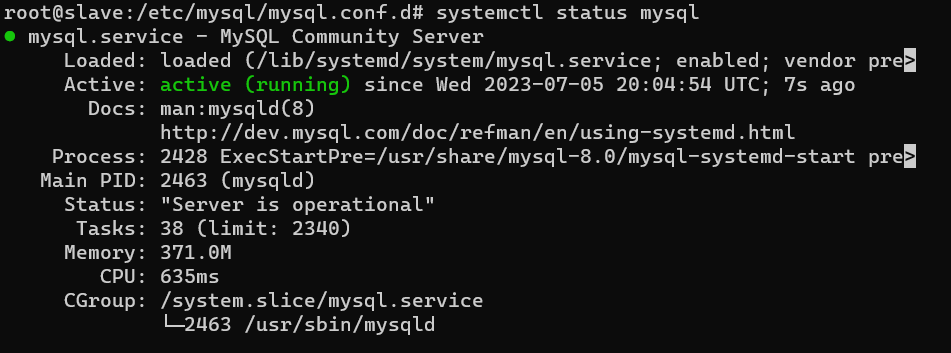 root@slave:/etc/mysql/mysql.conf.d# systemctl status mysql
● mysql.service - MySQL Community Server
     Loaded: loaded (/lib/systemd/system/mysql.service; enabled; vendor pre>
     Active: active (running) since Wed 2023-07-05 20:04:54 UTC; 7s ago
       Docs: man:mysqld(8)
             http://dev.mysql.com/doc/refman/en/using-systemd.html
    Process: 2428 ExecStartPre=/usr/share/mysql-8.0/mysql-systemd-start pre>
   Main PID: 2463 (mysqld)
     Status: "Server is operational"
      Tasks: 38 (limit: 2340)
     Memory: 371.0M
        CPU: 635ms
     CGroup: /system.slice/mysql.service
             └─2463 /usr/sbin/mysqld